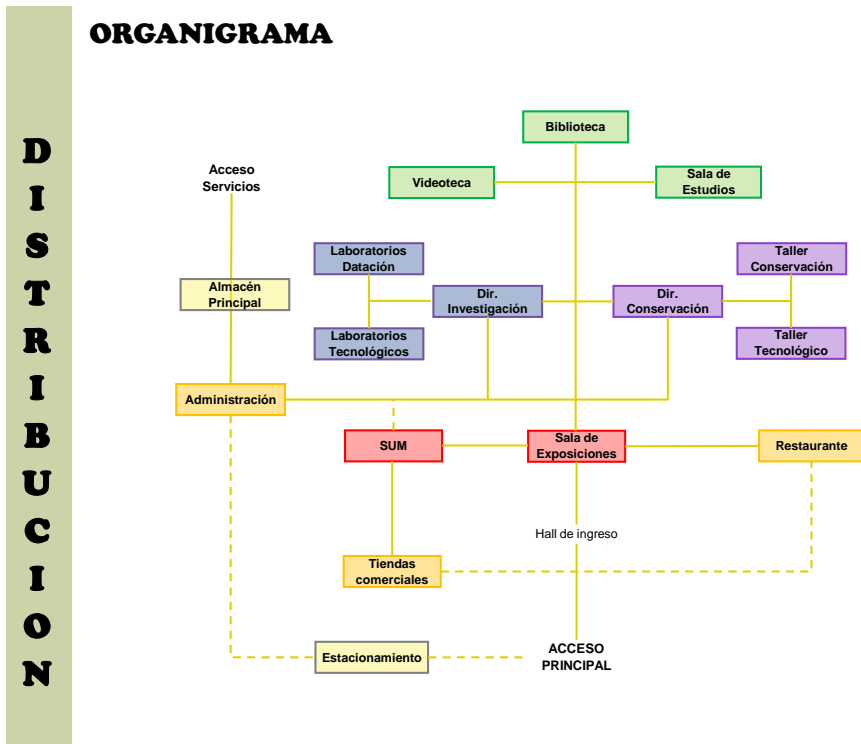 ORGANIGRAMA
DISTRIBUCION
Biblioteca
Acceso
Servicios
Videoteca
Sala de
Estudios
Laboratorios
Datación
Taller
Conservación
Almacén
Principal
Dir.
Investigación
Dir.
Conservación
Laboratorios
Tecnológicos
Taller
Tecnológico
Administración
SUM
Sala de
Exposiciones
Restaurante
Hall de ingreso
Tiendas
comerciales
Estacionamiento
ACCESO
PRINCIPAL